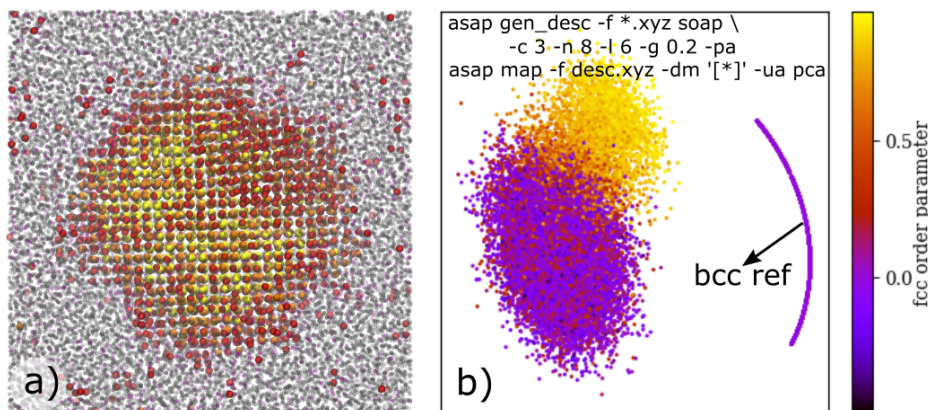 asap gen_desc -f *.xyz soap \
-c 3 -n 8 -l 6 -g 0.2 -pa
asap map -f desc.xyz -dm '[*]' -ua pca
bcc ref
a)
b)
0.5
0.0
fcc order parameter